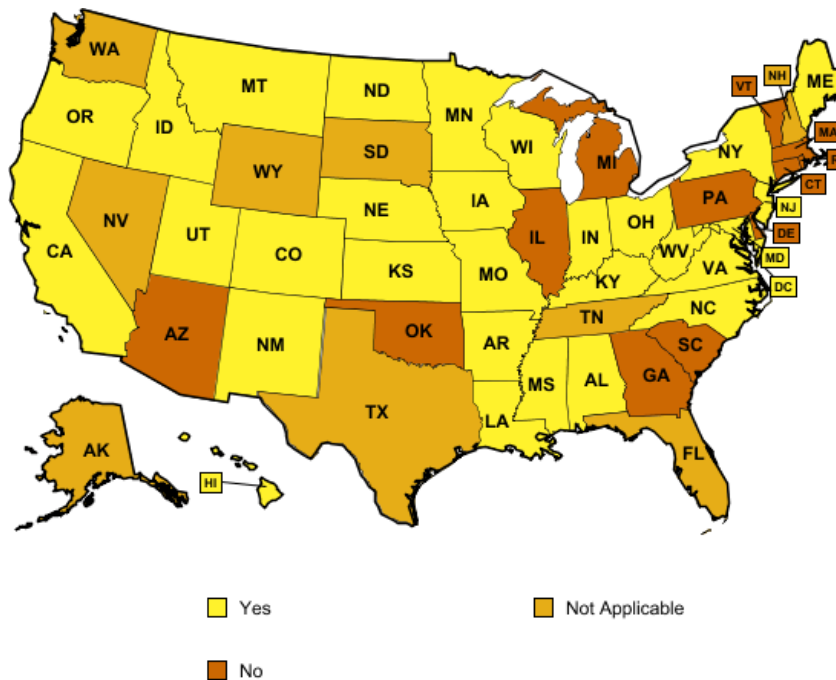 WA
MT
ND
MN
VT
NH
ME
OR
ID
WI
MA
NY
SD
MI
WY
CT
PA
IA
NE
NJ
NV
OH
UT
IL
IN
DE
CA
CO
WV
MD
KS
MO
VA
KY
DC
NC
TN
AZ
OK
NM
AR
SC
MS
AL
GA
TX
LA
AK
FL
HI
Yes
Not Applicable
No